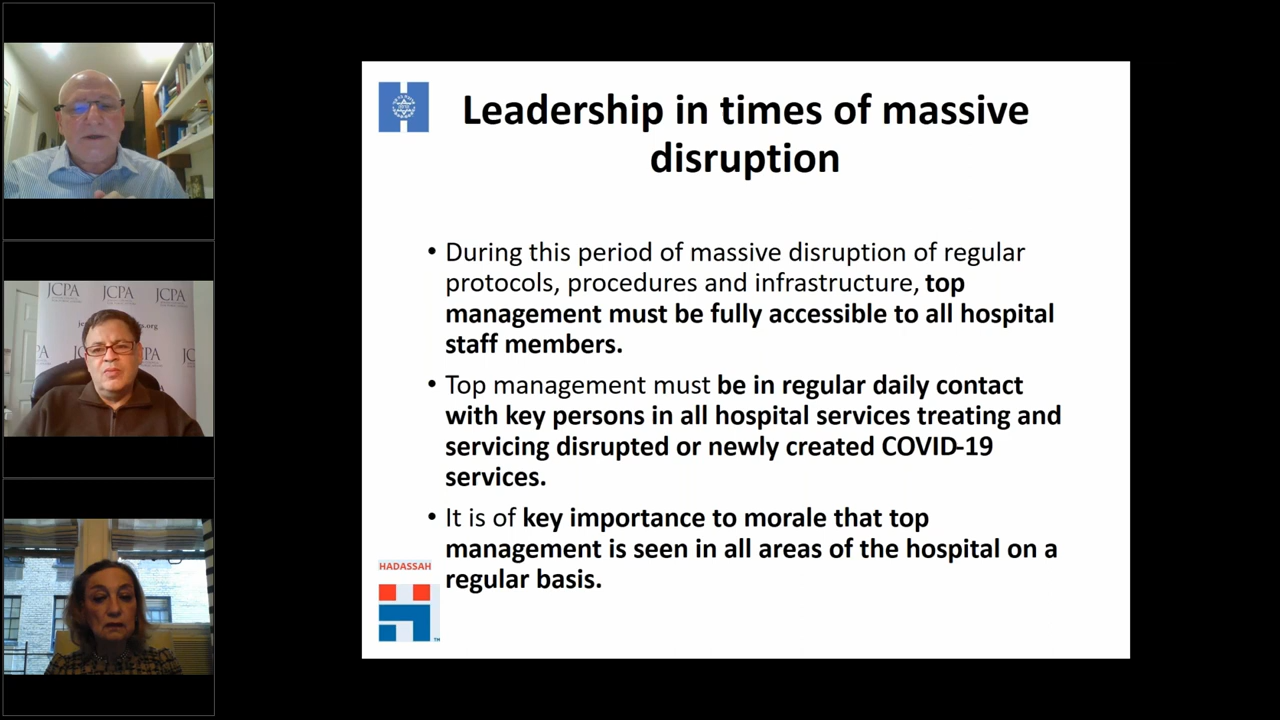 JCPA
JCPA
JCPA
Leadership in times of massive
disruption
• During this period of massive disruption of regular
protocols, procedures and infrastructure, top
management must be fully accessible to all hospital
staff members.
• Top management must be in regular daily contact
with key persons in all hospital services treating and
servicing disrupted or newly created COVID-19
services.
• It is of key importance to morale that top
management is seen in all areas of the hospital on a
regular basis.
HADASSAH
TM